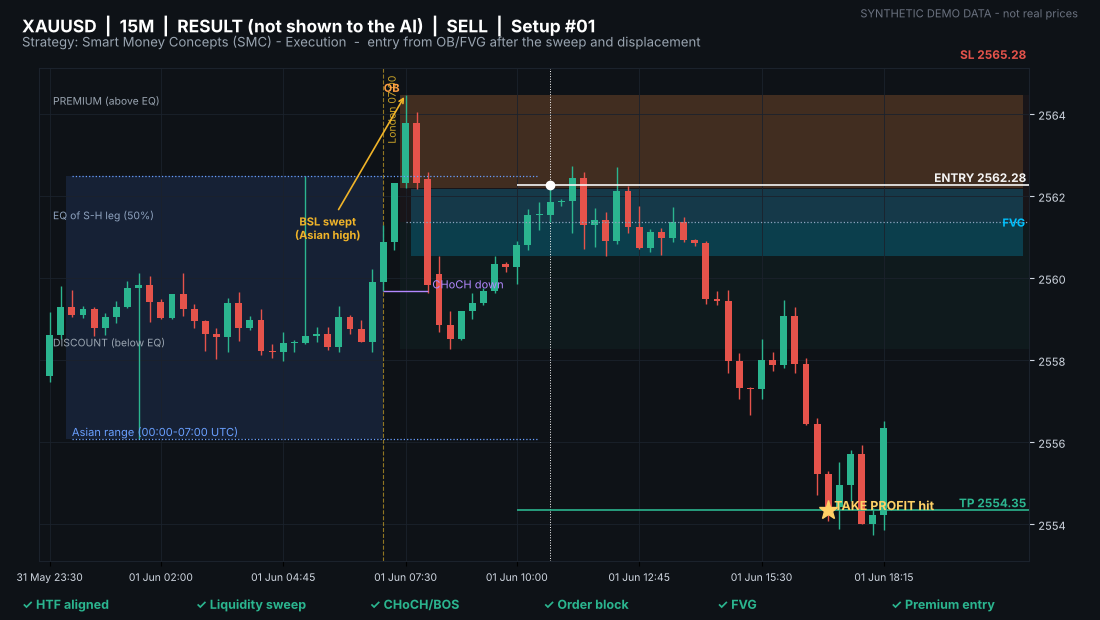 XAUUSD | 15M | RESULT (not shown to the AI) | SELL | Setup #01
SYNTHETIC DEMO DATA - not real prices
Strategy: Smart Money Concepts (SMC) - Execution - entry from OB/FVG after the sweep and displacement
SL 2565.28
OB
London 07:00
PREMIUM (above EQ)
2564
ENTRY 2562.28
2562
EQ of S-H leg (50%)
BSL swept
(Asian high)
FVG
CHoCH down
2560
DISCOUNT (below EQ)
2558
Asian range (00:00-07:00 UTC)
2556
TAKE PROFIT hit
TP 2554.35
2554
31 May 23:30
01 Jun 02:00
01 Jun 04:45
01 Jun 07:30
01 Jun 10:00
01 Jun 12:45
01 Jun 15:30
01 Jun 18:15
✓ HTF aligned
✓ Liquidity sweep
✓ CHoCH/BOS
✓ Order block
✓ FVG
✓ Premium entry